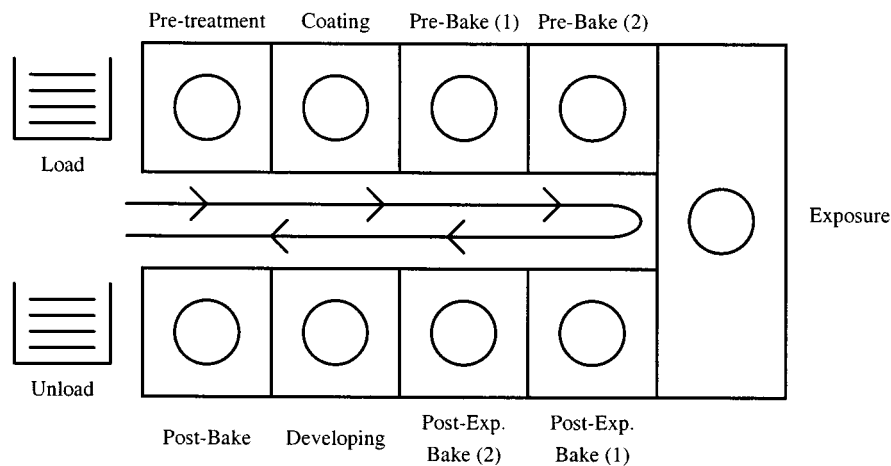 Pre-treatment
Coating
Pre-Bake (1)
Pre-Bake (2)
Load
Exposure
Unload
Post-Bake
Developing
Post-Exp.
Bake (2)
Post-Exp.
Bake (1)